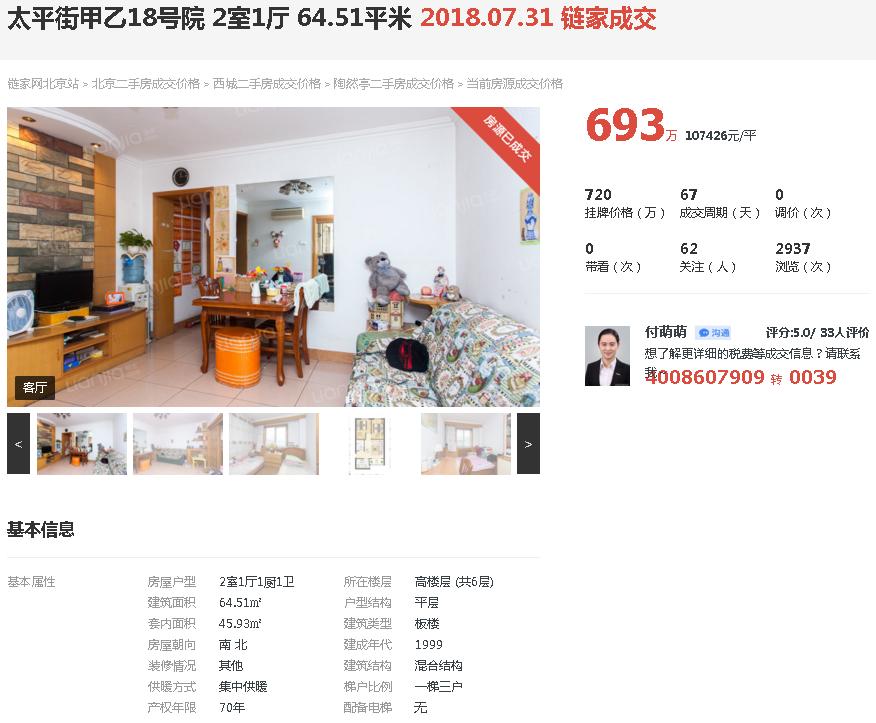 太平街甲乙18号院 2室1厅 64.51平米 2018.07.31 链家成交
链家网北京站 > 北京二手房成交价格 > 西城二手房成交价格 > 陶然亭二手房成交价格 > 当前房源成交价格
房源已成交
lianjia
客厅
<
>
693万 107426元/平
720 67 0
挂牌价格（万） 成交周期（天） 调价（次）
0 62 2937
带看（次） 关注（人） 浏览（次）
付萌萌 沟通 评分:5.0/ 33人评价
想了解更详细的税费等成交信息？请联系
我~
4008607909 转 0039
基本信息
基本属性 房屋户型 2室1厅1厨1卫 所在楼层 高楼层 (共6层)
建筑面积 64.51㎡ 户型结构 平层
套内面积 45.93㎡ 建筑类型 板楼
房屋朝向 南 北 建成年代 1999
装修情况 其他 建筑结构 混合结构
供暖方式 集中供暖 梯户比例 一梯三户
产权年限 70年 配备电梯 无